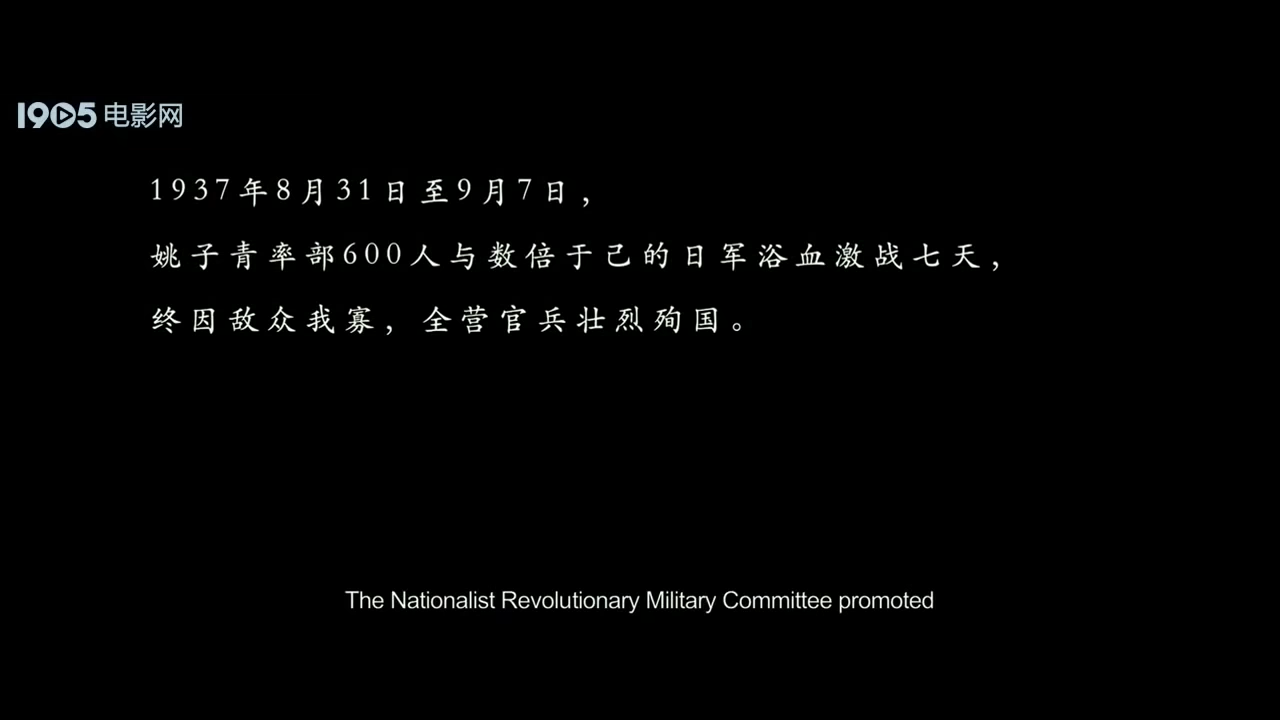 1905电影网
1937年8月31日至9月7日，
姚子青率部600人与数倍于己的日军浴血激战七天，
终因敌众我寡，全营官兵壮烈殉国。
The Nationalist Revolutionary Military Committee promoted